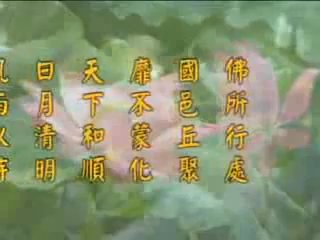 佛所行處
國邑丘聚
靡不蒙化
天下和順
日月清明